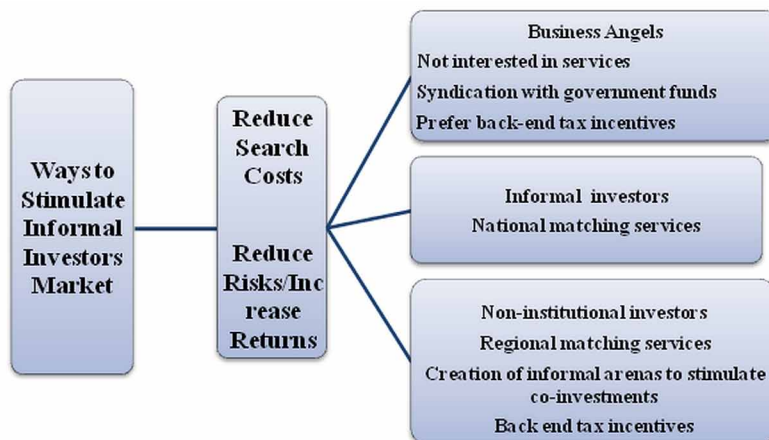 Ways to
Stimulate
Informal
Investors
Market
Reduce
Search
Costs
Reduce
Risks/Inc
rease
Returns
Business Angels
Not interested in services
Syndication with government funds
Prefer back-end tax incentives
Informal investors
National matching services
Non-institutional investors
Regional matching services
Creation of informal arenas to stimulate
co-investments
Back end tax incentives